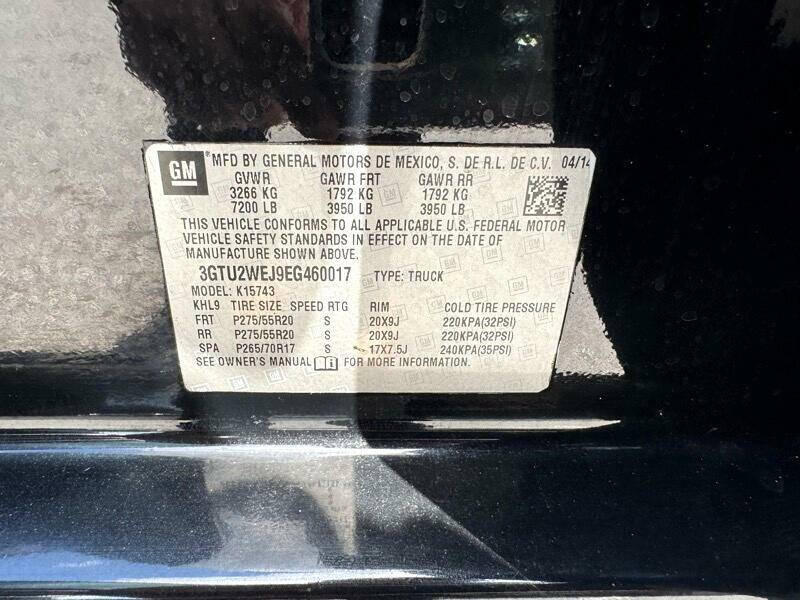 GM ® MFD BY GENERAL MOTORS DE MEXICO, S. DE R.L. DE C.V. 04/14
GVWR GAWR FRT GAWR RR
3266 KG 1792 KG 1792 KG
7200 LB 3950 LB 3950 LB
THIS VEHICLE CONFORMS TO ALL APPLICABLE U.S. FEDERAL MOTOR
VEHICLE SAFETY STANDARDS IN EFFECT ON THE DATE OF
MANUFACTURE SHOWN ABOVE.
3GTU2WEJ9EG460017 TYPE: TRUCK
MODEL: K15743
KHL9 TIRE SIZE SPEED RTG RIM COLD TIRE PRESSURE
FRT P275/55R20 S 20X9J 220KPA(32PSI)
RR P275/55R20 S 20X9J 220KPA(32PSI)
SPA P265/70R17 S 17X7.5J 240KPA(35PSI)
SEE OWNER'S MANUAL FOR MORE INFORMATION.